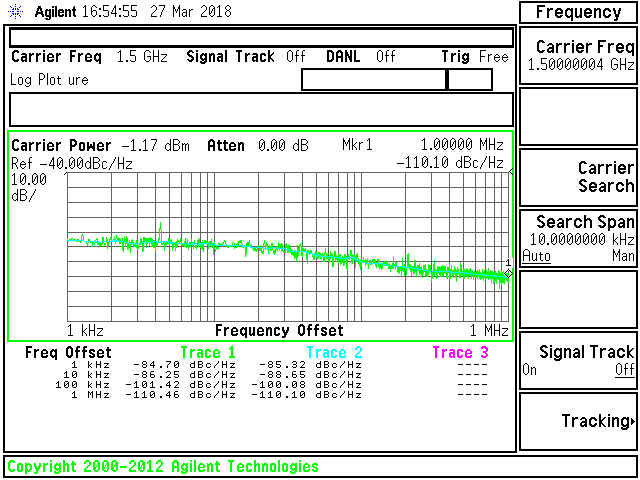 Agilent 16:54:55 27 Mar 2018
Frequency
Carrier Freq 1.5 GHz Signal Track Off DANL Off Trig Free
Log Plot ure
Carrier Freq
1.50000004 GHz
Carrier Power -1.17 dBm Atten 0.00 dB Mkr1 1.00000 MHz
Ref -40.00dBc/Hz -110.10 dBc/Hz
10.00
dB/
1
1 kHz Frequency Offset 1 MHz
Carrier
Search
Search Span
10.0000000 kHz
Auto Man
Freq Offset Trace 1 Trace 2 Trace 3
1 kHz -84.70 dBc/Hz -85.32 dBc/Hz ----
10 kHz -86.25 dBc/Hz -88.65 dBc/Hz ----
100 kHz -101.42 dBc/Hz -100.08 dBc/Hz ----
1 MHz -110.46 dBc/Hz -110.10 dBc/Hz ----
Signal Track
On Off
Tracking
Copyright 2000-2012 Agilent Technologies